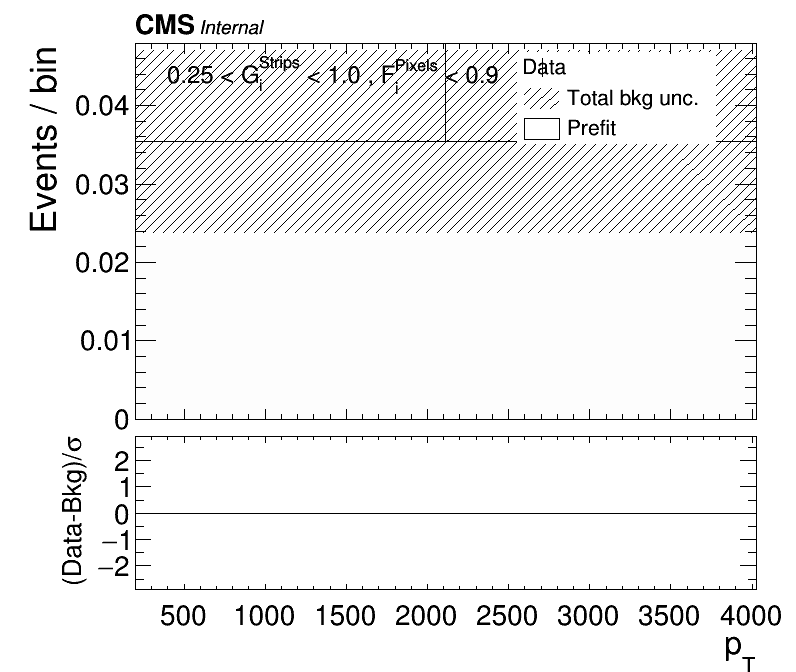 CMS Internal
Events / bin
0.25 < G_i^Strips < 1.0 , F_i^Pixels < 0.9
Data
Total bkg unc.
Prefit
0.04
0.03
0.02
0.01
0
(Data-Bkg)/σ
2
1
0
−1
−2
500 1000 1500 2000 2500 3000 3500 4000
p_T